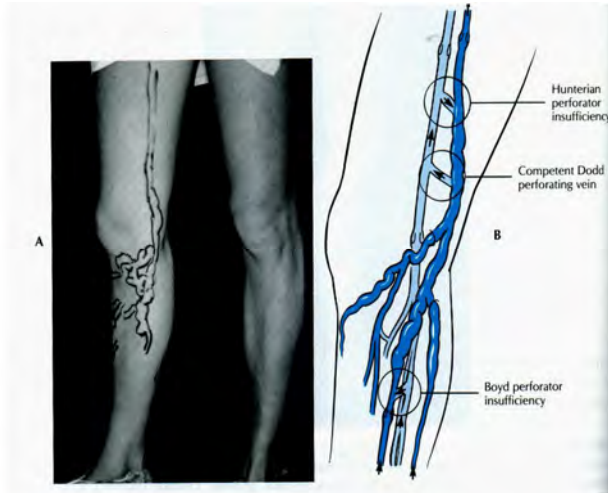 A
B
Hunterian
perforator
insufficiency
Competent Dodd
perforating vein
Boyd perforator
insufficiency